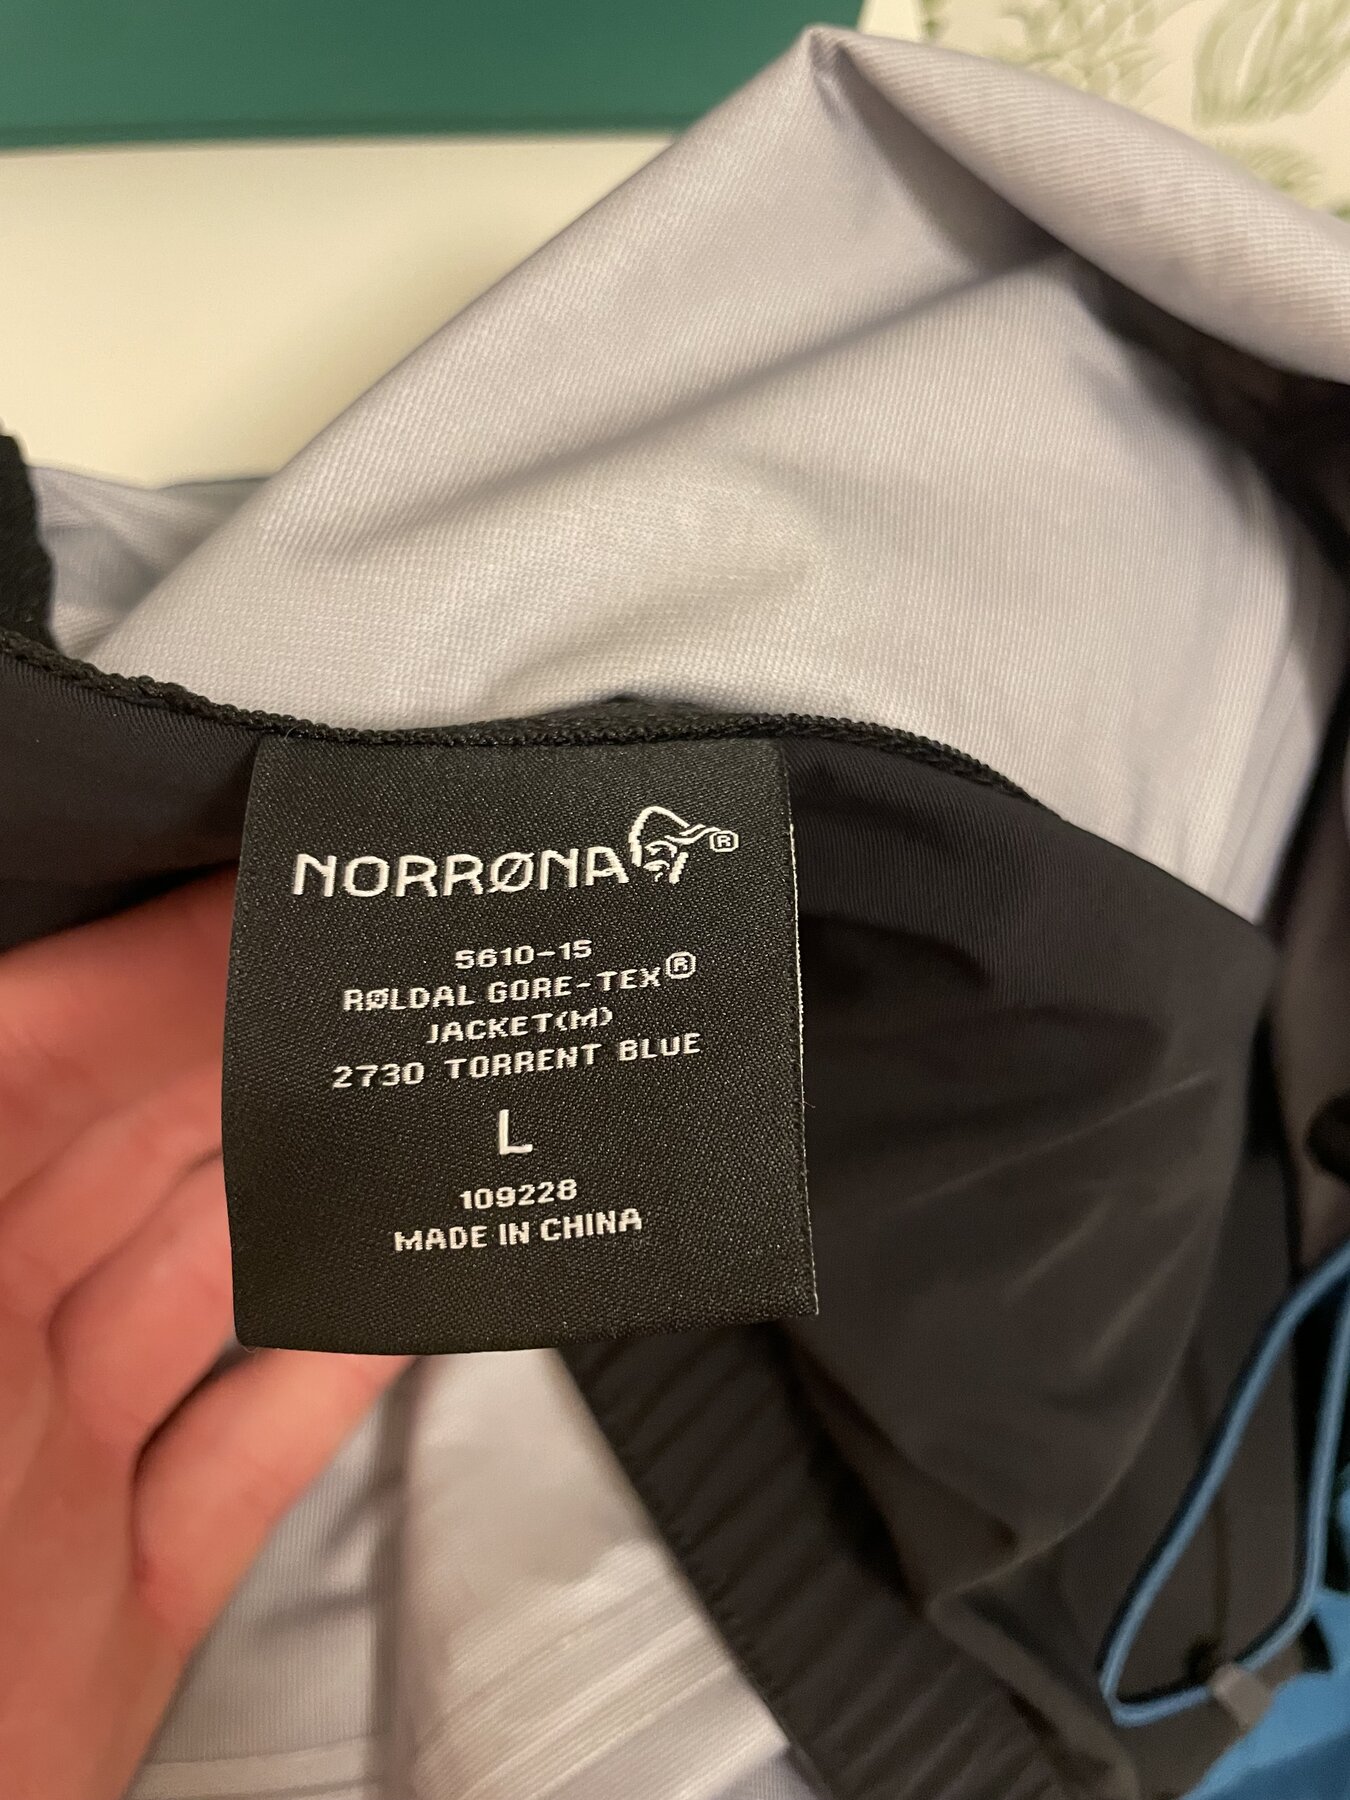 NORRØNA®
5610-15
RØLDAL GORE-TEX®
JACKET(M)
2730 TORRENT BLUE
L
109228
MADE IN CHINA